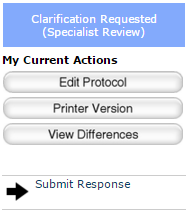 Clarification Requested
(Specialist Review)
My Current Actions
Edit Protocol
Printer Version
View Differences
Submit Response